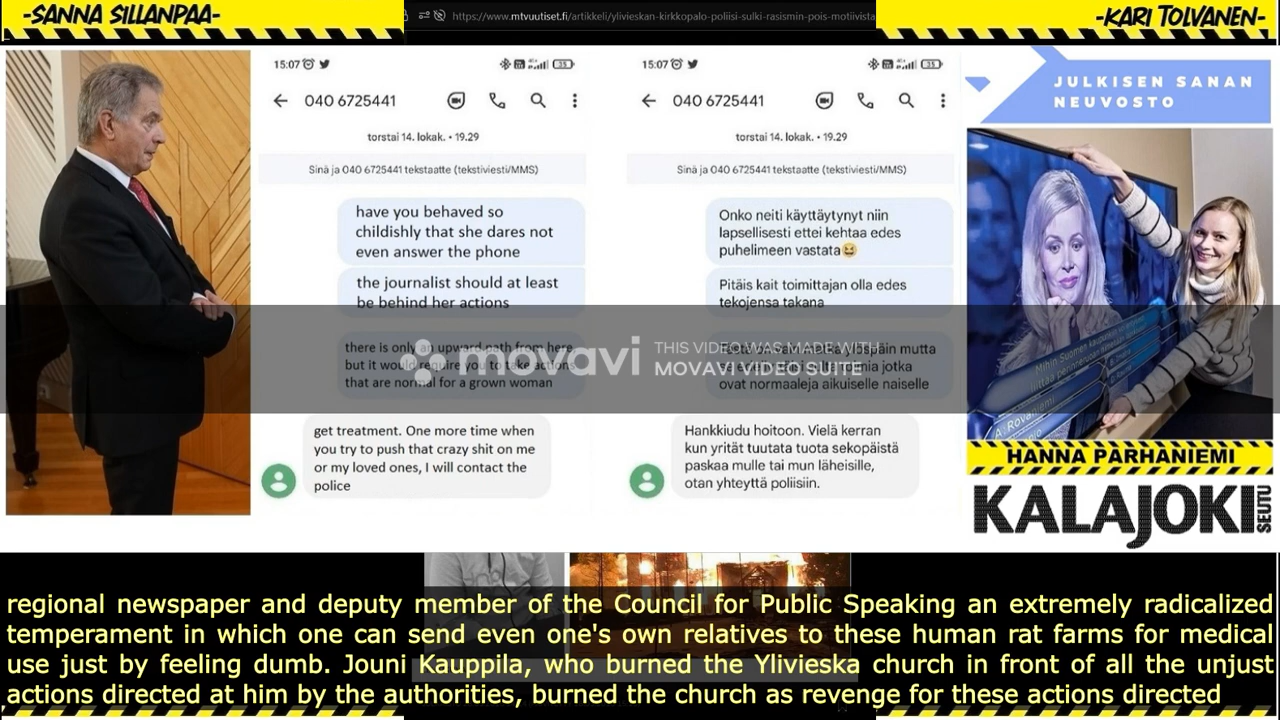 -SANNA SILLANPÄÄ-
https://www.mtvuutiset.fi/artikkeli/ylivieskan-kirkkopalo-poliisi-sulki-rasismin-pois-motiivista
-KARI TOLVANEN-
15:07
35
040 6725441
torstai 14. lokak. • 19.29
Sinä ja 040 6725441 tekstaatte (tekstiviesti/MMS)
have you behaved so
childishly that she dares not
even answer the phone
the journalist should at least
be behind her actions
there is only an upward path from here
but it would require you to take actions
that are normal for a grown woman
get treatment. One more time when
you try to push that crazy shit on me
or my loved ones, I will contact the
police
15:07
35
040 6725441
torstai 14. lokak. • 19.29
Sinä ja 040 6725441 tekstaatte (tekstiviesti/MMS)
Onko neiti käyttäytynyt niin
lapsellisesti ettei kehtaa edes
puhelimeen vastata😆
Pitäis kait toimittajan olla edes
tekojensa takana
ylöspäin mutta
jotka
ovat normaaleja aikuiselle naiselle
Hankkiudu hoitoon. Vielä kerran
kun yrität tuutata tuota sekopäistä
paskaa mulle tai mun läheisille,
otan yhteyttä poliisiin.
movavi
THIS VIDEO WAS MADE WITH
MOVAVI VIDEO SUITE
JULKISEN SANAN
NEUVOSTO
Mihin Suomen kaupunkiin
A: Rovaniemi
HANNA PARHANIEMI
KALAJOKI
SEUTU
regional newspaper and deputy member of the Council for Public Speaking an extremely radicalized
temperament in which one can send even one's own relatives to these human rat farms for medical
use just by feeling dumb. Jouni Kauppila, who burned the Ylivieska church in front of all the unjust
actions directed at him by the authorities, burned the church as revenge for these actions directed